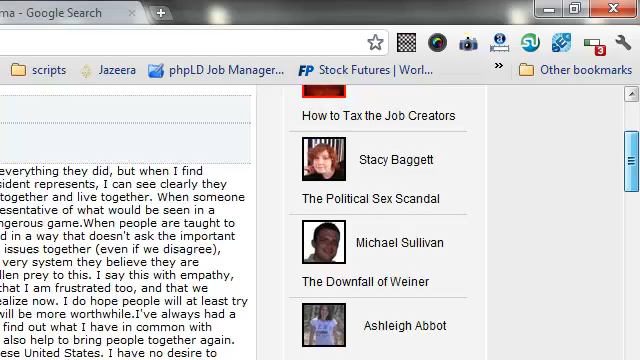 ma - Google Search
3
scripts
Jazeera
phpLD Job Manager...
Stock Futures | Worl...
»
Other bookmarks
How to Tax the Job Creators
Stacy Baggett
The Political Sex Scandal
Michael Sullivan
The Downfall of Weiner
Ashleigh Abbot
everything they did, but when I find
sident represents, I can see clearly they
together and live together. When someone
esentative of what would be seen in a
ngerous game.When people are taught to
d in a way that doesn't ask the important
issues together (even if we disagree),
very system they believe they are
llen prey to this. I say this with empathy,
that I am frustrated too, and that we
ealize now. I do hope people will at least try
will be more worthwhile.I've always had a
find out what I have in common with
also help to bring people together again.
ese United States. I have no desire to